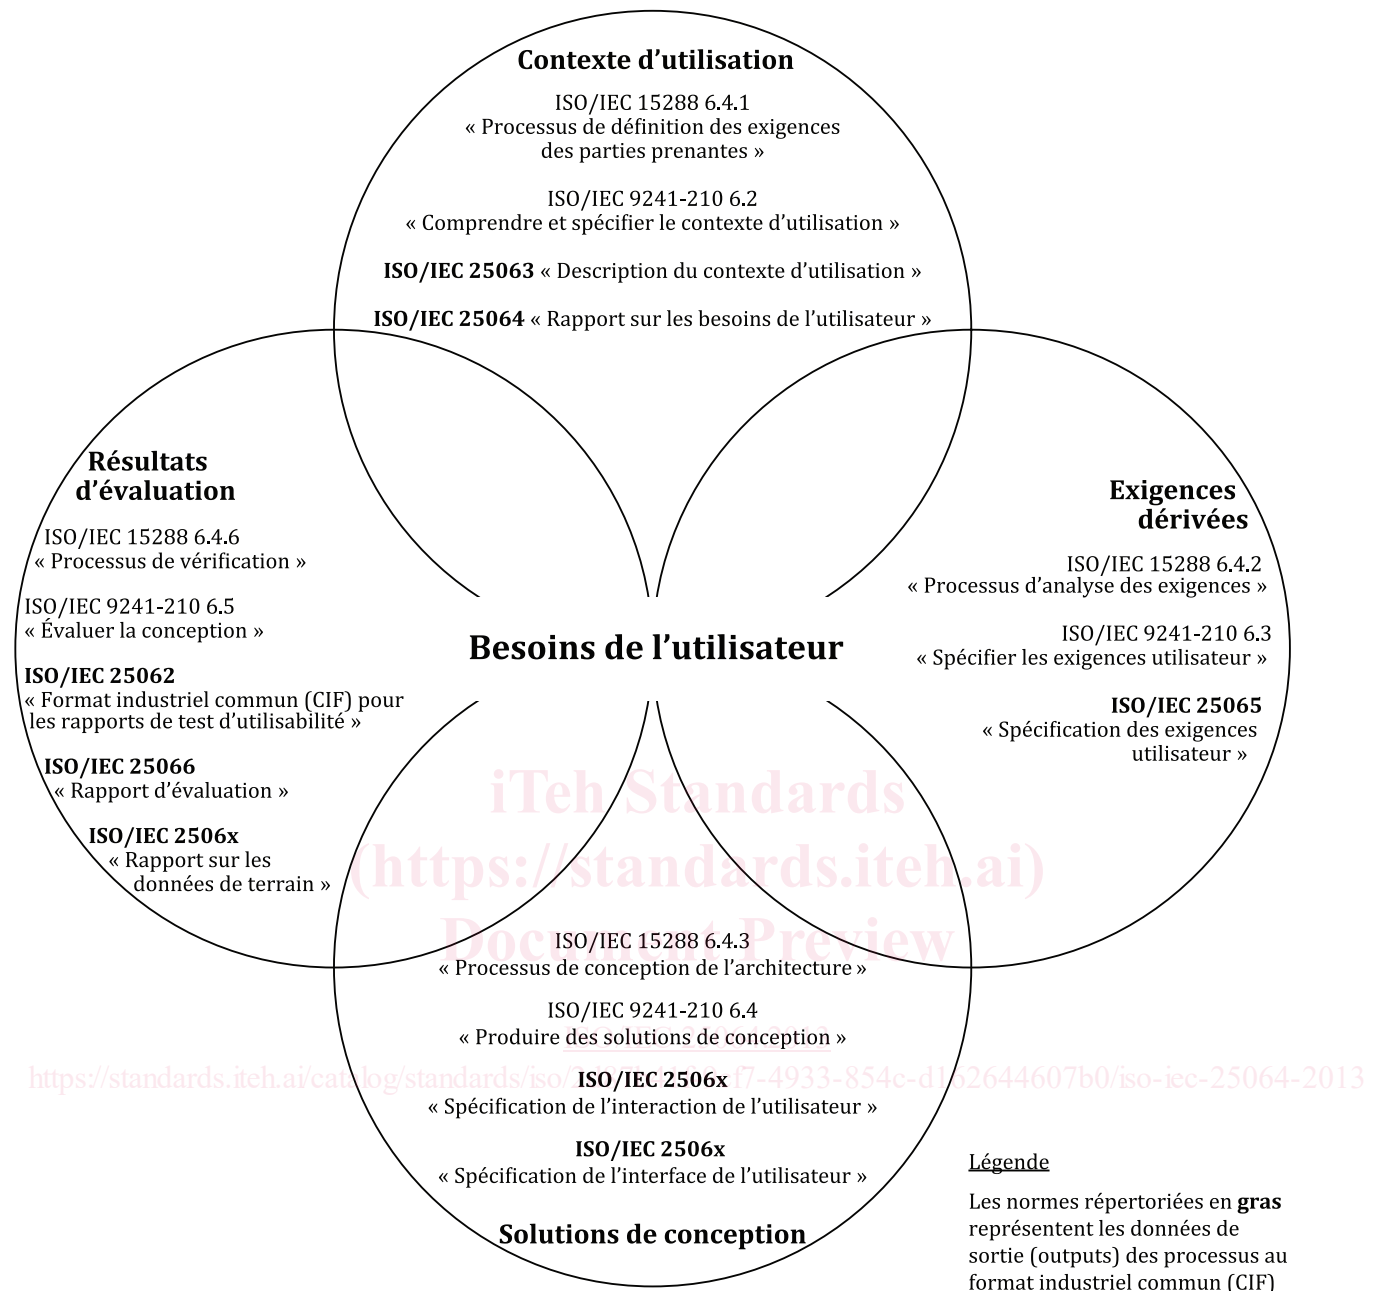 Contexte d’utilisation
ISO/IEC 15288 6.4.1
« Processus de définition des exigences
des parties prenantes »
ISO/IEC 9241-210 6.2
« Comprendre et spécifier le contexte d’utilisation »
ISO/IEC 25063 « Description du contexte d’utilisation »
ISO/IEC 25064 « Rapport sur les besoins de l’utilisateur »
Résultats
d’évaluation
ISO/IEC 15288 6.4.6
« Processus de vérification »
ISO/IEC 9241-210 6.5
« Évaluer la conception »
ISO/IEC 25062
« Format industriel commun (CIF) pour
les rapports de test d’utilisabilité »
ISO/IEC 25066
« Rapport d’évaluation »
ISO/IEC 2506x
« Rapport sur les
données de terrain »
Besoins de l’utilisateur
Exigences
dérivées
ISO/IEC 15288 6.4.2
« Processus d’analyse des exigences »
ISO/IEC 9241-210 6.3
« Spécifier les exigences utilisateur »
ISO/IEC 25065
« Spécification des exigences
utilisateur »
iTeh Standards
(https://standards.iteh.ai)
Document Preview
ISO/IEC 15288 6.4.3
« Processus de conception de l’architecture »
ISO/IEC 9241-210 6.4
« Produire des solutions de conception »
ISO/IEC 25064:2013
ISO/IEC 2506x
« Spécification de l’interaction de l’utilisateur »
ISO/IEC 2506x
« Spécification de l’interface de l’utilisateur »
Solutions de conception
Légende
Les normes répertoriées en gras
représentent les données de
sortie (outputs) des processus au
format industriel commun (CIF)